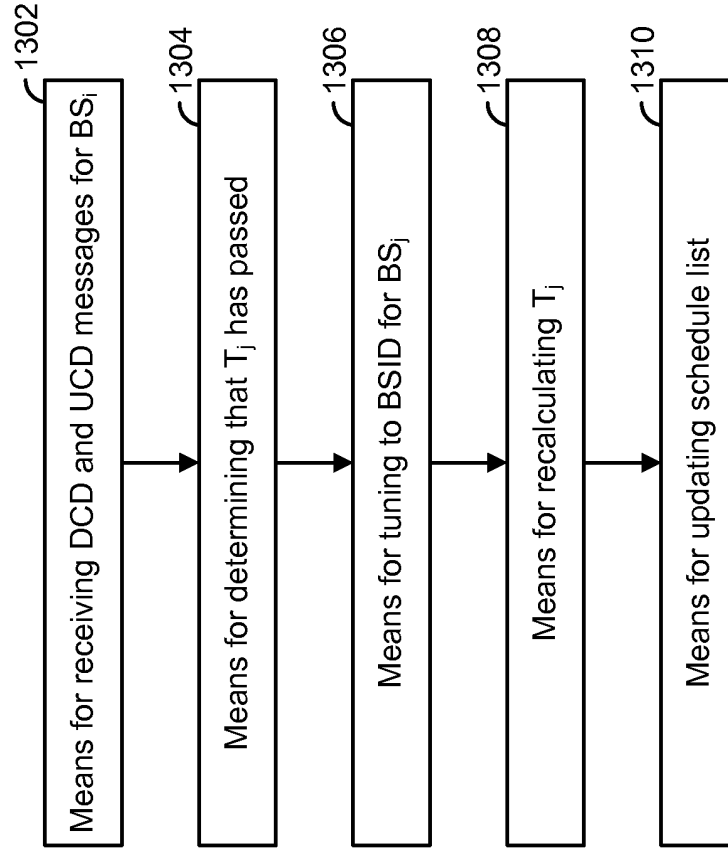 1302
Means for receiving DCD and UCD messages for BSᵢ
1304
Means for determining that Tⱼ has passed
1306
Means for tuning to BSID for BSⱼ
1308
Means for recalculating Tⱼ
1310
Means for updating schedule list